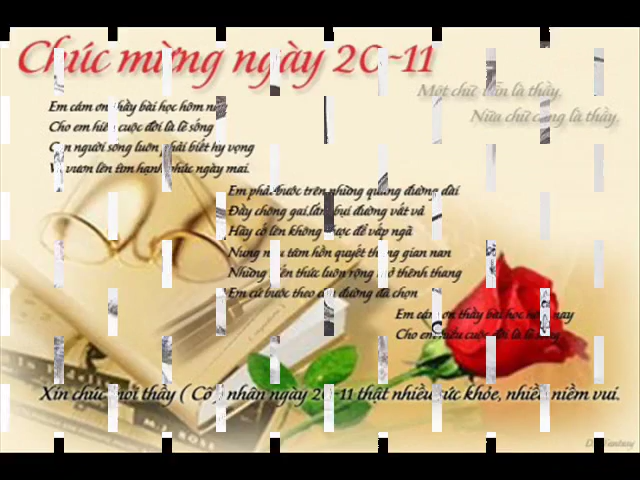 Chúc mừng ngày 20-11
Một chữ vẫn là thầy.
Nửa chữ cũng là thầy.
Em cám ơn thầy bài học hôm nay
Cho em hiểu cuộc đời là lẽ sống
Con người sống luôn phải biết hy vọng
Và vươn lên tìm hạnh phúc ngày mai.
Em phải bước trên những quãng đường dài
Đầy chông gai, lắm bụi đường vất vả
Hãy cố lên không được để vấp ngã
Nung nấu tâm hồn quyết thắng gian nan
Những kiến thức luôn rộng mở thênh thang
Em cứ bước theo con đường đã chọn
Em cám ơn thầy bài học hôm nay
Cho em hiểu cuộc đời là lẽ sống
Xin chúc mọi thầy ( Cô ) nhân ngày 20-11 thật nhiều sức khỏe, nhiều niềm vui.